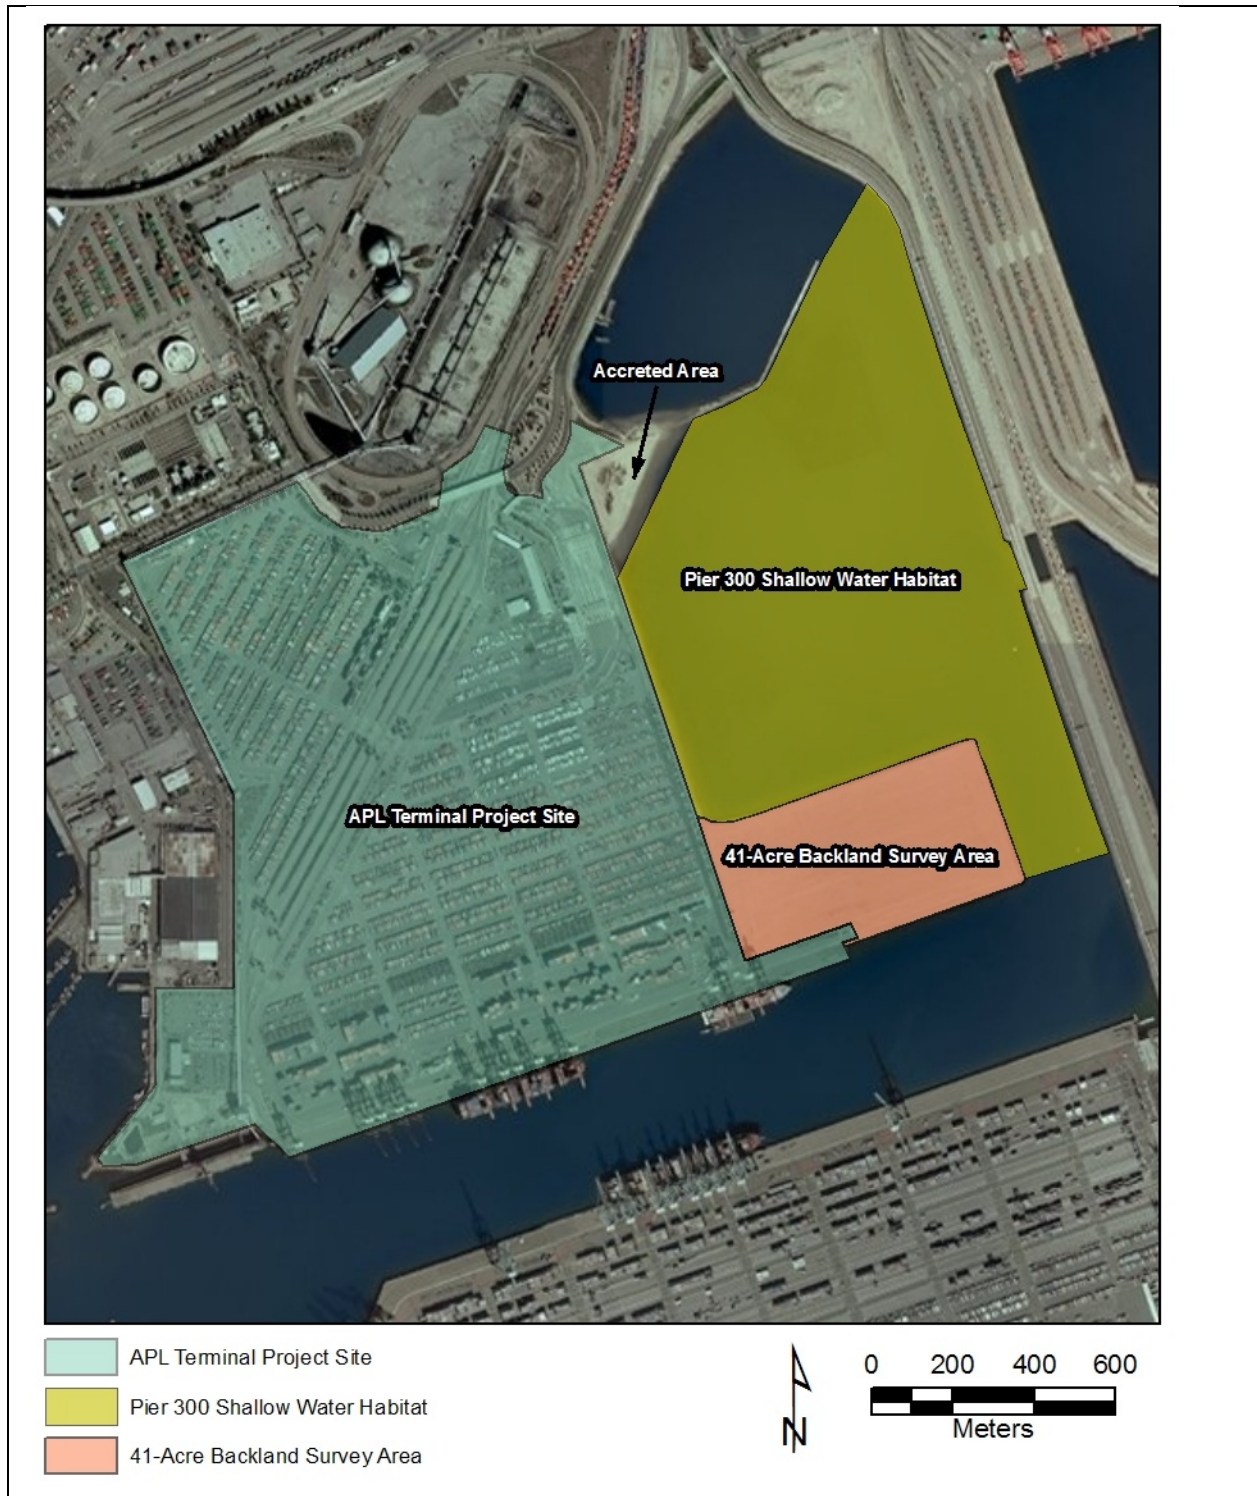 Accreted Area
Pier 300 Shallow Water Habitat
APL Terminal Project Site
41-Acre Backland Survey Area
APL Terminal Project Site
Pier 300 Shallow Water Habitat
41-Acre Backland Survey Area
N
0 200 400 600
Meters